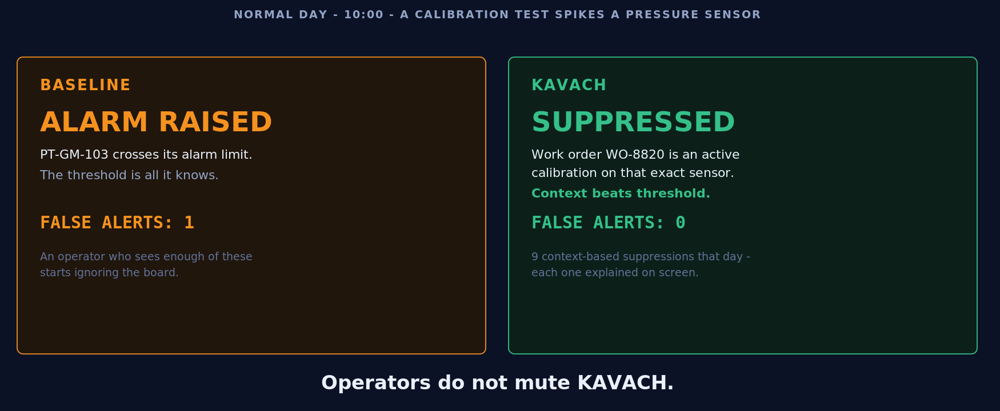 NORMAL DAY - 10:00 - A CALIBRATION TEST SPIKES A PRESSURE SENSOR
BASELINE
ALARM RAISED
PT-GM-103 crosses its alarm limit.
The threshold is all it knows.
FALSE ALERTS: 1
An operator who sees enough of these
starts ignoring the board.
KAVACH
SUPPRESSED
Work order WO-8820 is an active
calibration on that exact sensor.
Context beats threshold.
FALSE ALERTS: 0
9 context-based suppressions that day -
each one explained on screen.
Operators do not mute KAVACH.